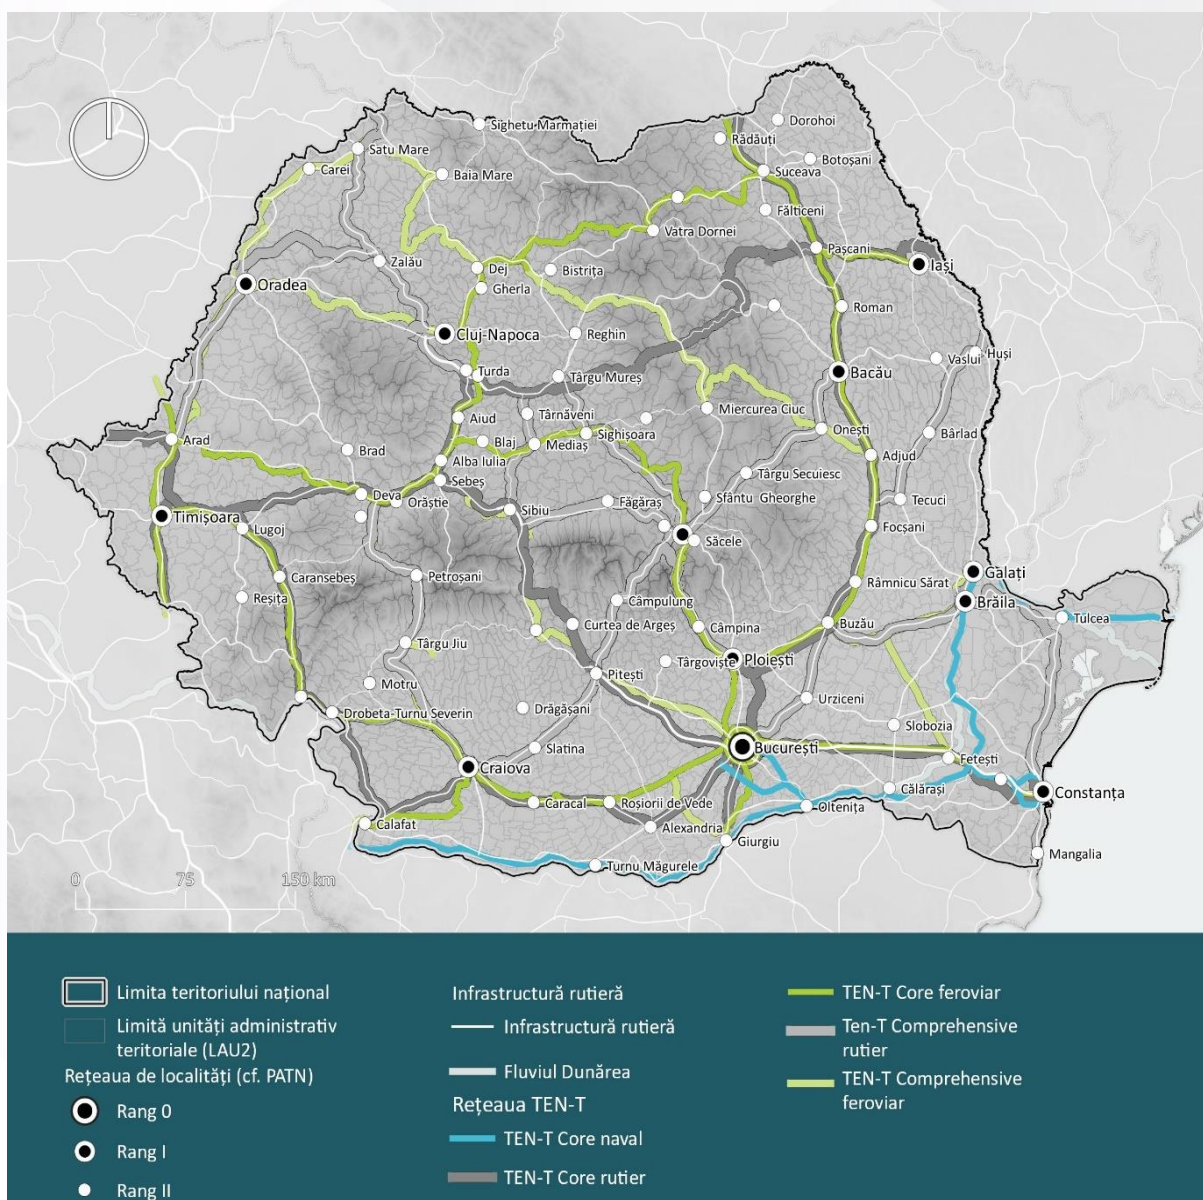 Sighetu Marmației
Dorohoi
Rădăuți
Satu Mare
Botoșani
Carei
Baia Mare
Suceava
Fălticeni
Vatra Dornei
Pașcani
Zalău
Dej
Bistrița
Iași
Oradea
Gherla
Roman
Cluj-Napoca
Reghin
Vaslui
Huși
Turda
Târgu Mureș
Bacău
Miercurea Ciuc
Aiud
Târnăveni
Onești
Arad
Blaj
Mediaș
Sighișoara
Bârlad
Brad
Alba Iulia
Adjud
Sebeș
Târgu Secuiesc
Deva
Orăștie
Făgăraș
Sfântu Gheorghe
Tecuci
Timișoara
Sibiu
Lugoj
Focșani
Săcele
Galați
Caransebeș
Petroșani
Râmnicu Sărat
Reșița
Câmpulung
Brăila
Curtea de Argeș
Câmpina
Buzău
Tulcea
Târgu Jiu
Târgoviște
Ploiești
Pitești
Motru
Urziceni
Drobeta-Turnu Severin
Drăgășani
Slobozia
Slatina
București
Fetești
Craiova
Călărași
Constanța
Caracal
Roșiorii de Vede
Oltenița
Calafat
Alexandria
Giurgiu
Mangalia
Turnu Măgurele
0 75 150 km
Limita teritoriului național
Limită unități administrativ
teritoriale (LAU2)
Rețeaua de localități (cf. PATN)
Rang 0
Rang I
Rang II
Infrastructură rutieră
Infrastructură rutieră
Fluviul Dunărea
Rețeaua TEN-T
TEN-T Core naval
TEN-T Core rutier
TEN-T Core feroviar
Ten-T Comprehensive
rutier
TEN-T Comprehensive
feroviar